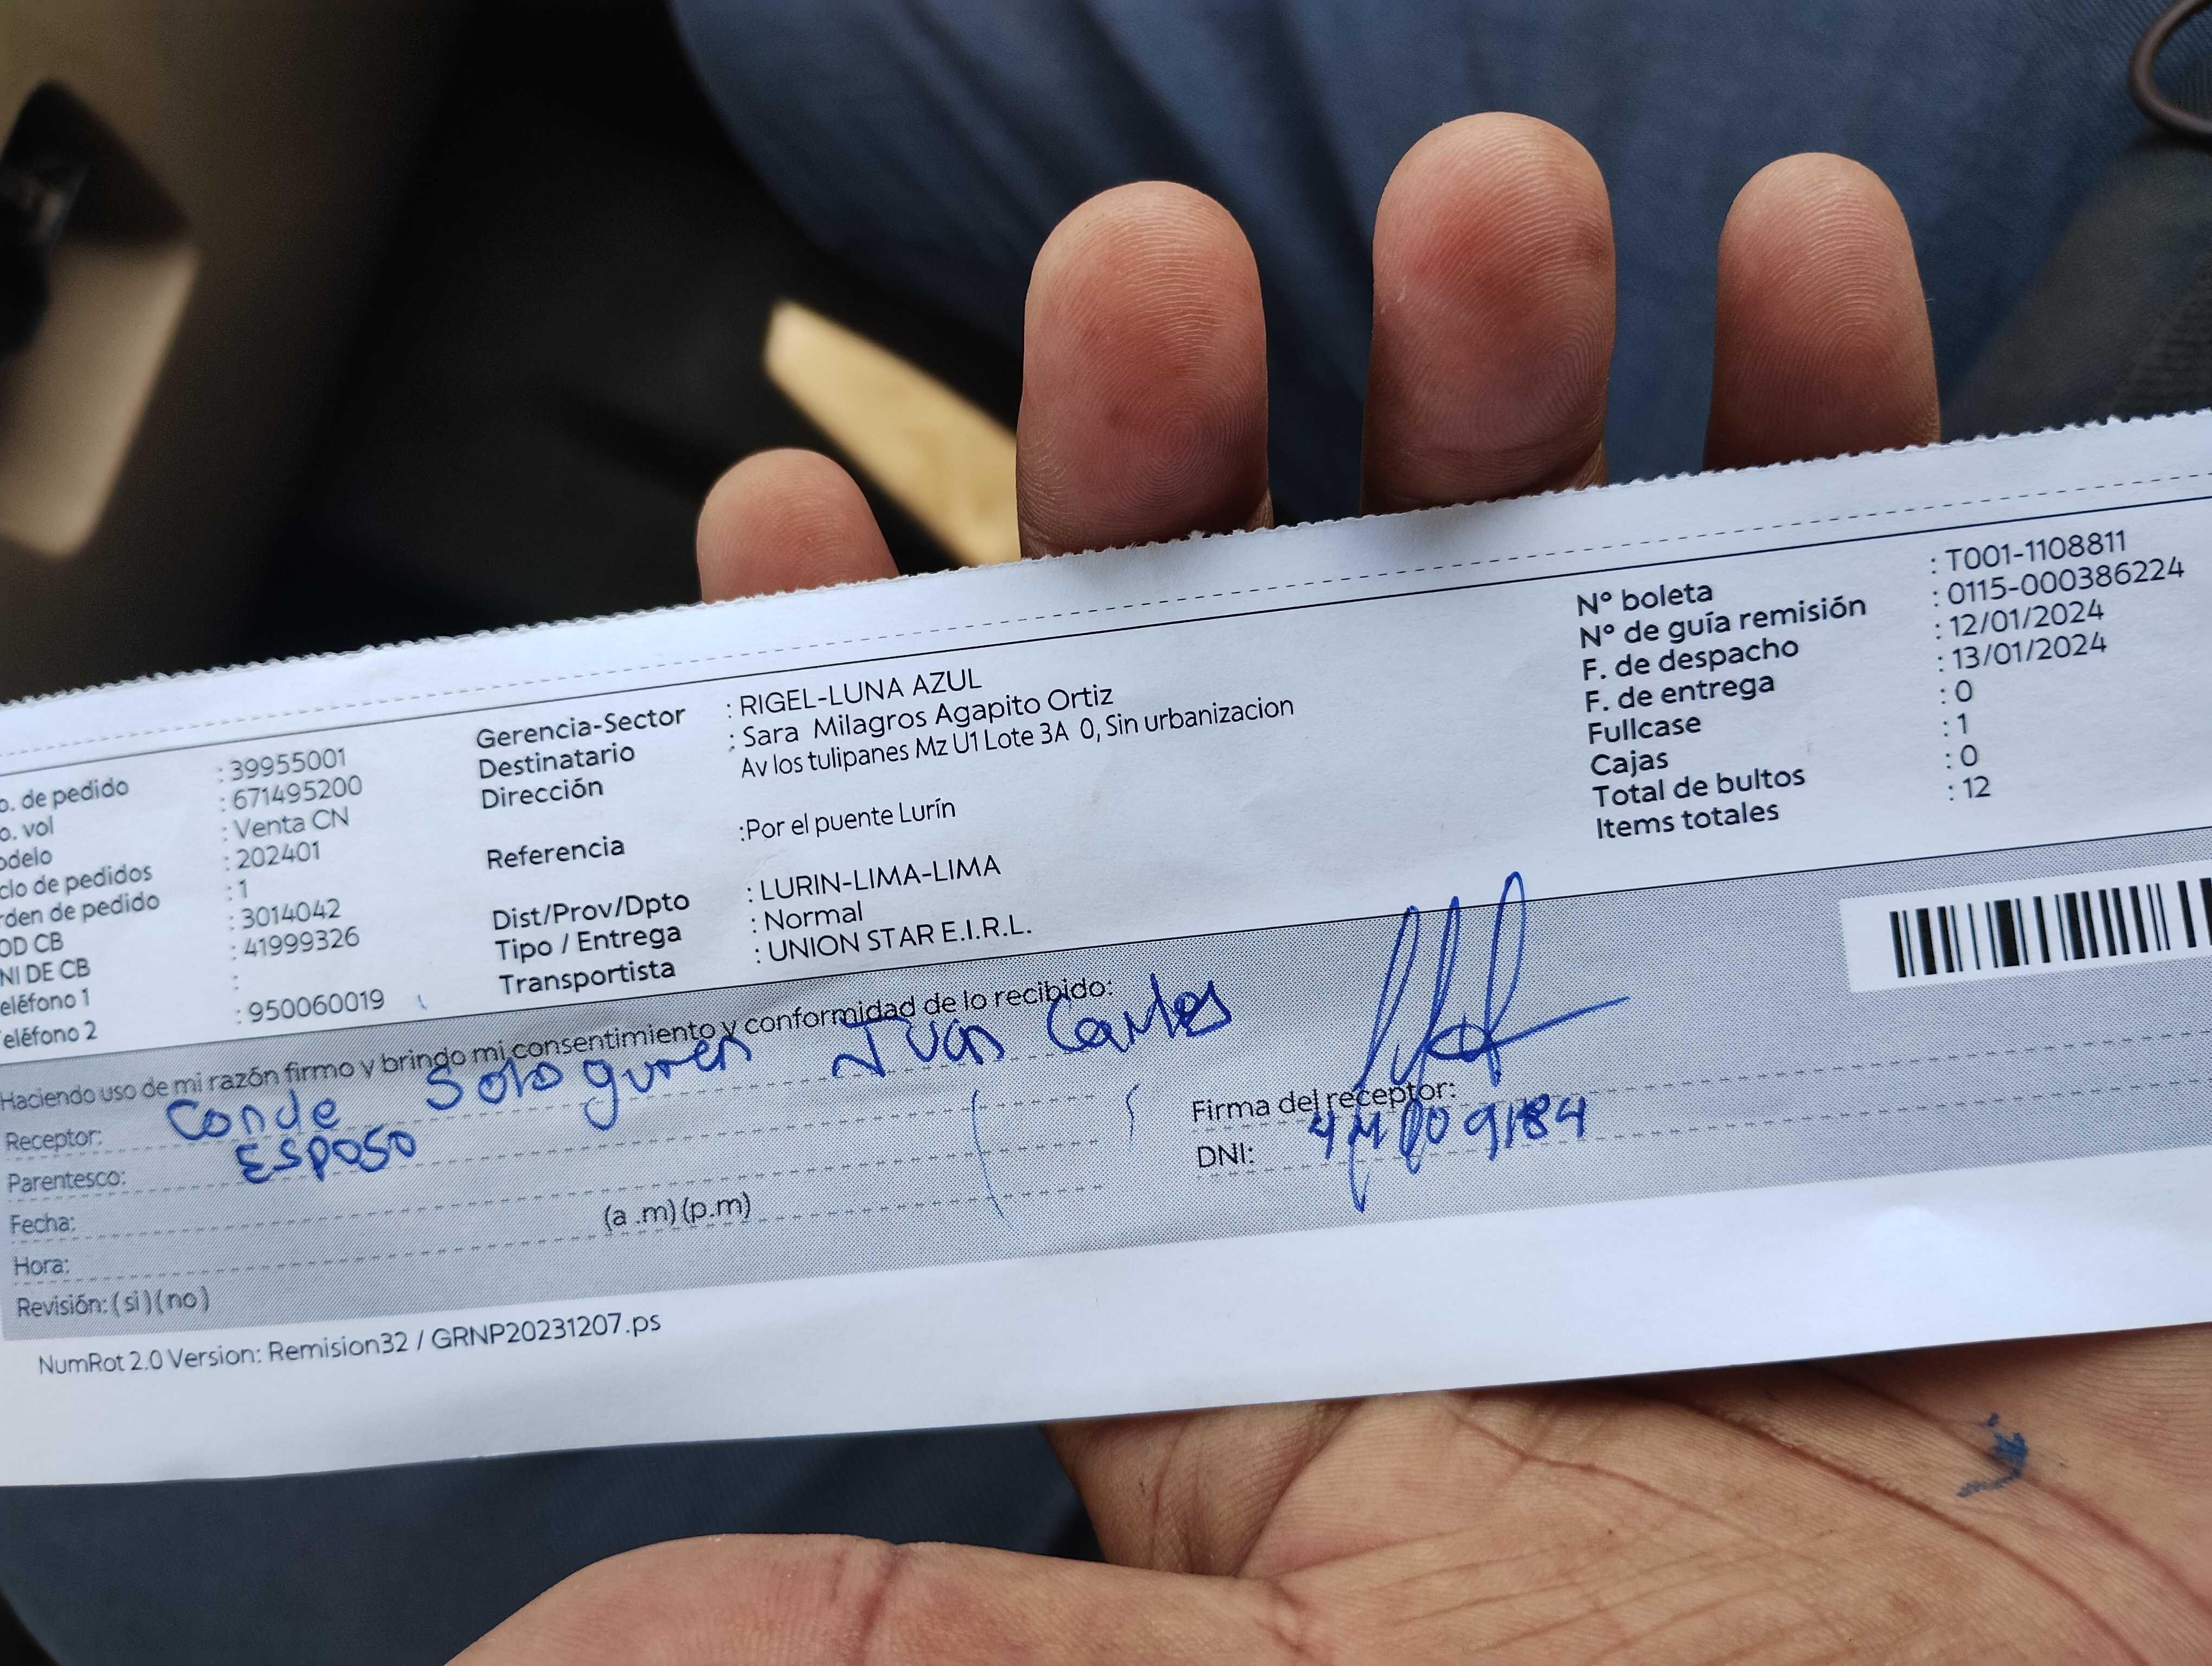 o. de pedido : 39955001
o. vol : 671495200
odelo : Venta CN
clo de pedidos : 202401
rden de pedido : 1
OD CB : 3014042
NI DE CB : 41999326
eléfono 1 :
eléfono 2 : 950060019
Gerencia-Sector : RIGEL-LUNA AZUL
Destinatario : Sara Milagros Agapito Ortiz
Dirección : Av los tulipanes Mz U1 Lote 3A 0, Sin urbanizacion
Referencia :Por el puente Lurín
Dist/Prov/Dpto : LURIN-LIMA-LIMA
Tipo / Entrega : Normal
Transportista : UNION STAR E.I.R.L.
Nº boleta : T001-1108811
Nº de guía remisión : 0115-000386224
F. de despacho : 12/01/2024
F. de entrega : 13/01/2024
Fullcase : 0
Cajas : 1
Total de bultos : 0
Items totales : 12
Haciendo uso de mi razón firmo y brindo mi consentimiento y conformidad de lo recibido:
Receptor: Conde Sologuren Juan Carlos
Parentesco: Esposo
Fecha:
Hora: (a .m) (p.m)
Revisión: ( si ) ( no )
Firma del receptor:
DNI:
NumRot 2.0 Version: Remision32 / GRNP20231207.ps